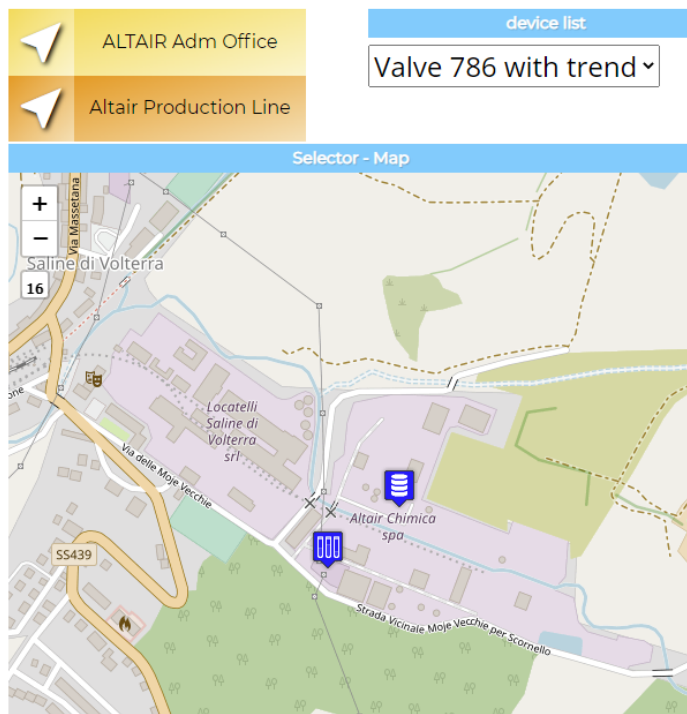 ALTAIR Adm Office
Altair Production Line
device list
Valve 786 with trend
Selector - Map
+
−
16
Via Massetana
Saline di Volterra
one
Locatelli
Saline di
Volterra
srl
Via delle Moje Vecchie
Altair Chimica
spa
SS439
Strada Vicinale Moje Vecchie per Scornello